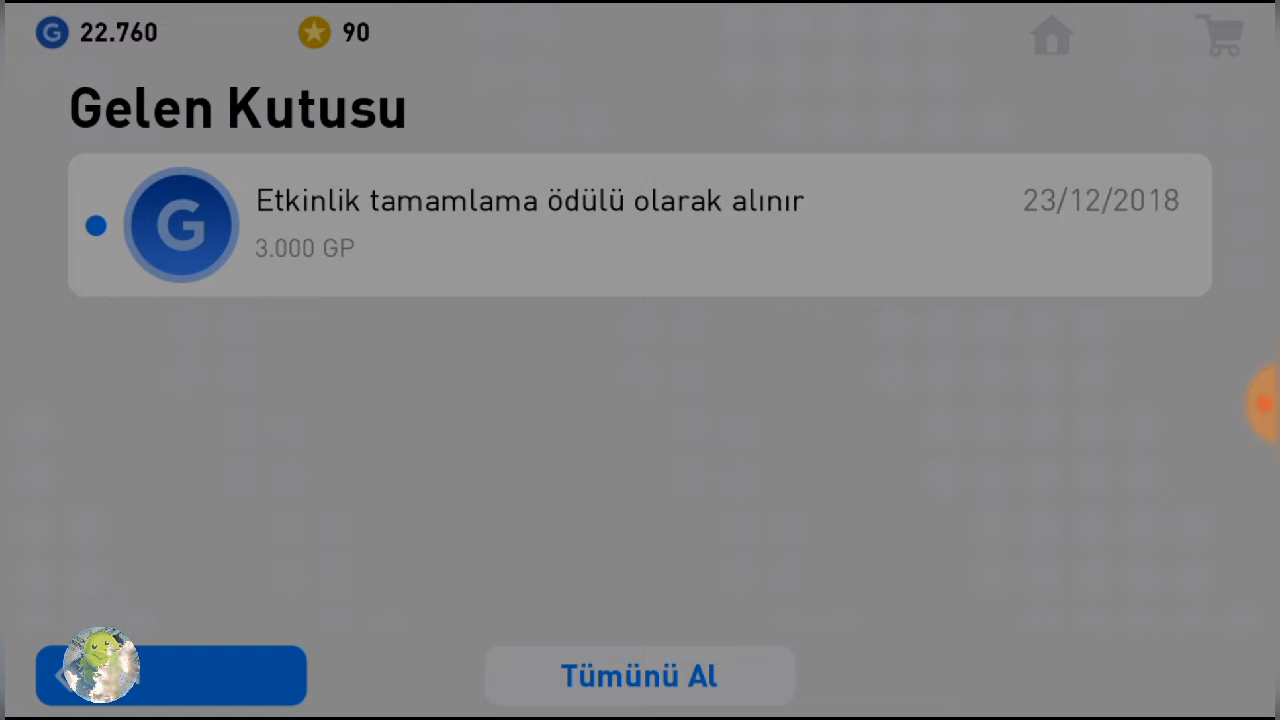 G 22.760 90
Gelen Kutusu
G Etkinlik tamamlama ödülü olarak alınır 23/12/2018
3.000 GP
Tümünü Al